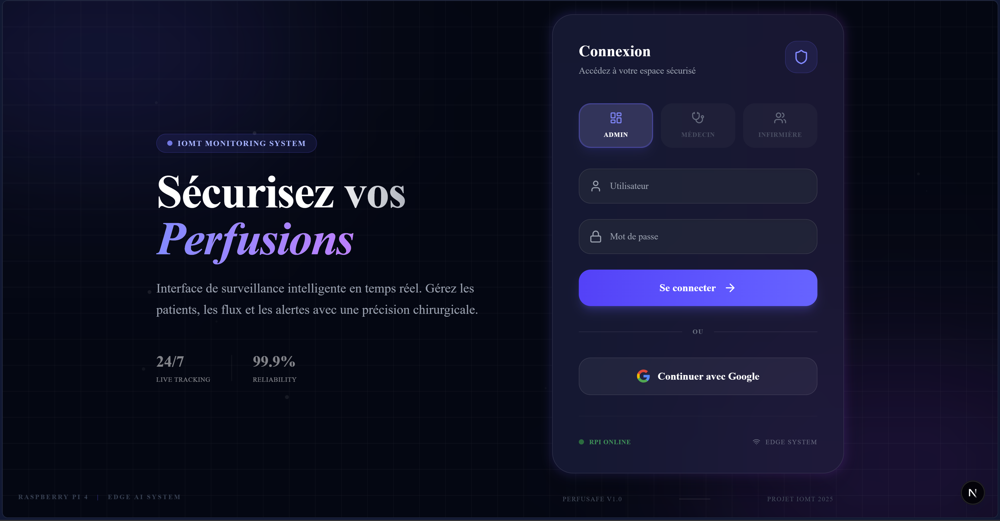 IOMT MONITORING SYSTEM
Sécurisez vos
Perfusions
Interface de surveillance intelligente en temps réel. Gérez les
patients, les flux et les alertes avec une précision chirurgicale.
24/7
LIVE TRACKING
99.9%
RELIABILITY
RASPBERRY PI 4 | EDGE AI SYSTEM
Connexion
Accédez à votre espace sécurisé
ADMIN
MÉDECIN
INFIRMIÈRE
Utilisateur
Mot de passe
Se connecter
OU
Continuer avec Google
RPI ONLINE
EDGE SYSTEM
PERFUSAFE V1.0
PROJET IOMT 2025
N